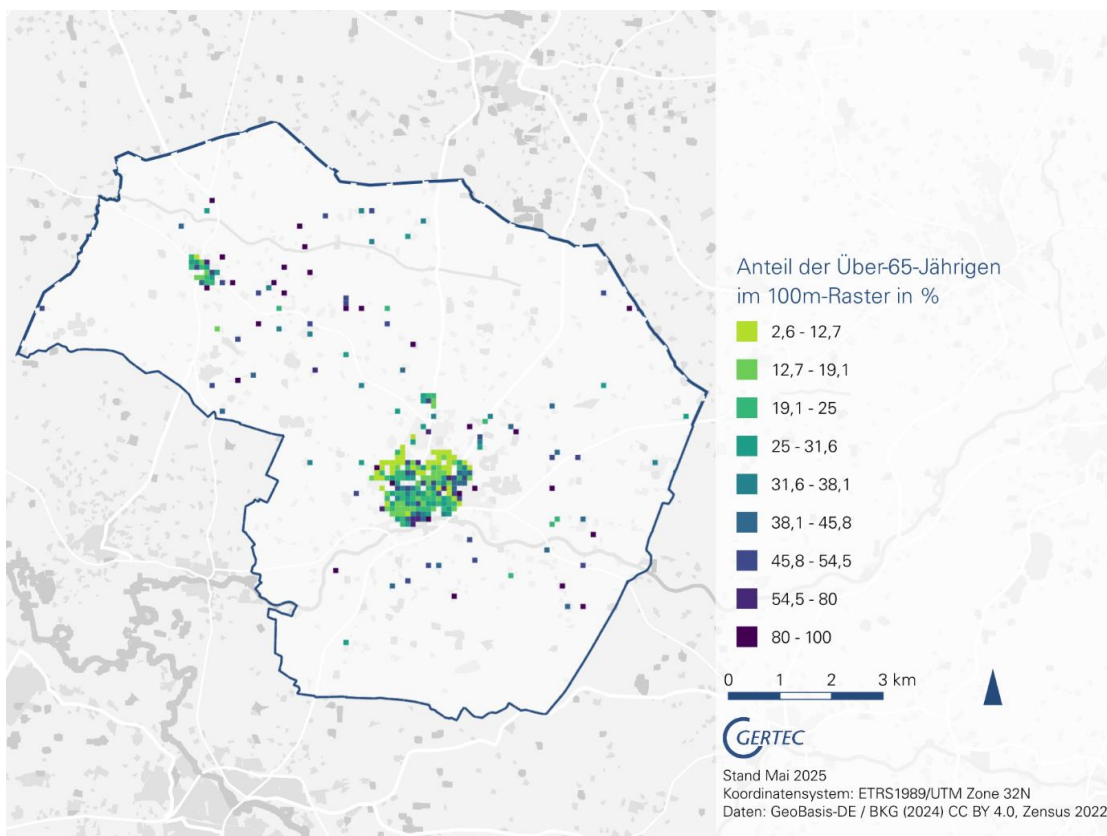 Anteil der Über-65-Jährigen
im 100m-Raster in %
2,6 - 12,7
12,7 - 19,1
19,1 - 25
25 - 31,6
31,6 - 38,1
38,1 - 45,8
45,8 - 54,5
54,5 - 80
80 - 100
0 1 2 3 km
GERTEC
Stand Mai 2025
Koordinatensystem: ETRS1989/UTM Zone 32N
Daten: GeoBasis-DE / BKG (2024) CC BY 4.0, Zensus 2022